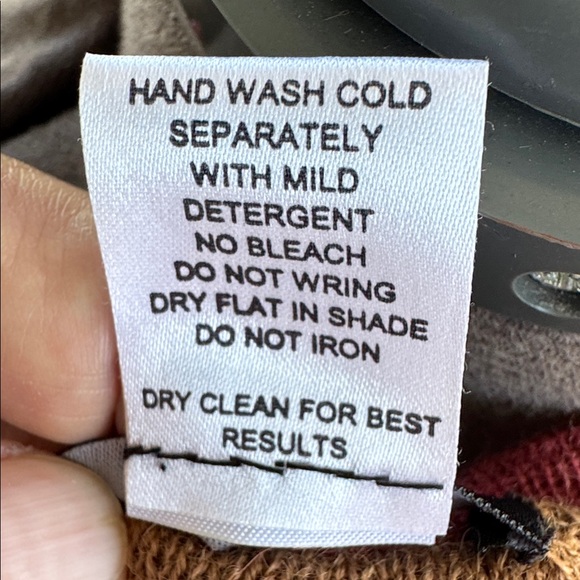 HAND WASH COLD
SEPARATELY
WITH MILD
DETERGENT
NO BLEACH
DO NOT WRING
DRY FLAT IN SHADE
DO NOT IRON
DRY CLEAN FOR BEST
RESULTS